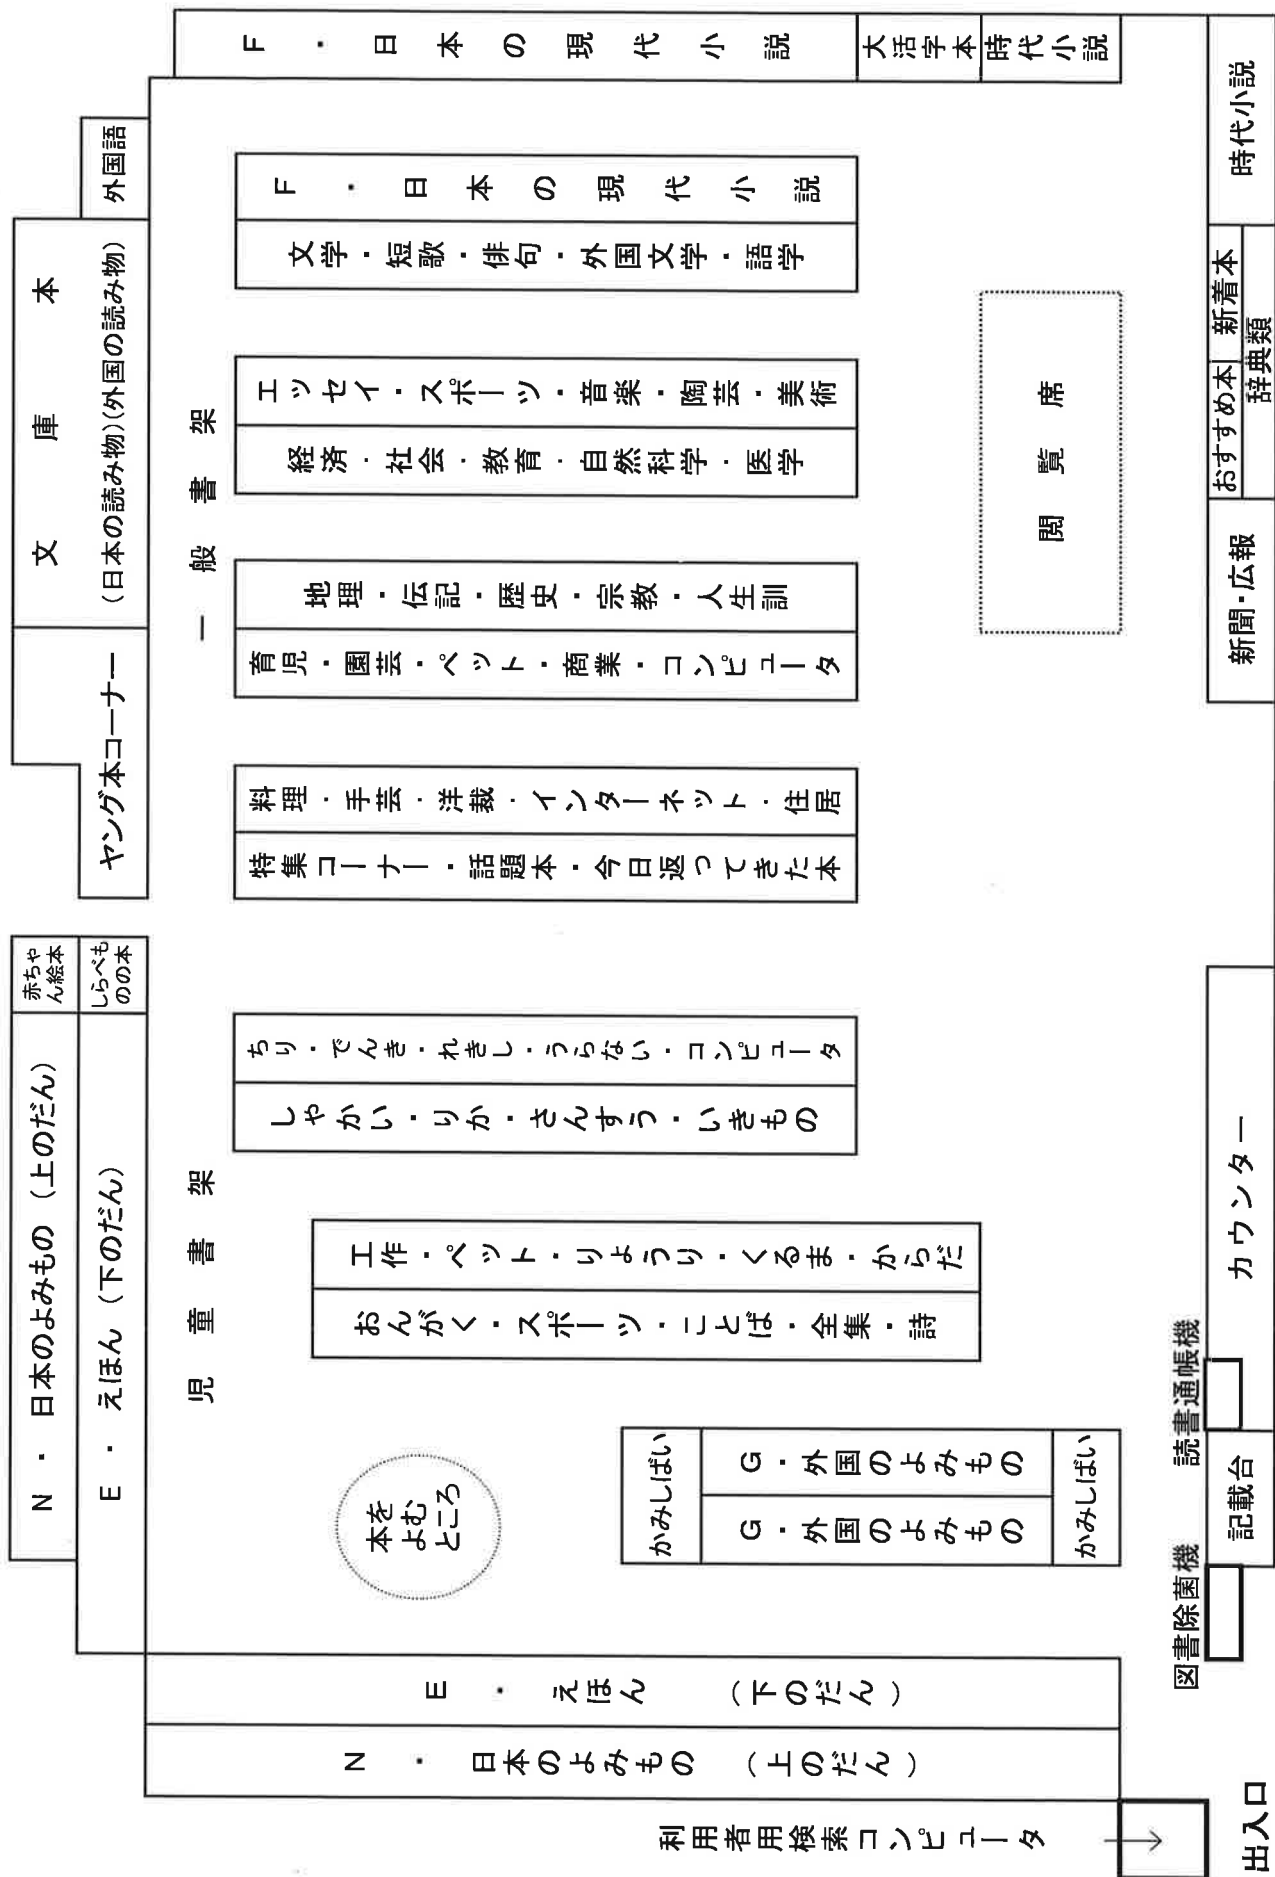 N ・ 日本のよみもの (上のだん)
赤ちゃ
ん絵本
E ・ えほん (下のだん)
しらべも
のの本
文庫本
(日本の読み物)(外国の読み物)
ヤング本コーナー
外国語
児童書架
一般書架
N ・ 日本のよみもの (上のだん)
E ・ えほん (下のだん)
本を
よむ
ところ
かみしばい
G・外国のよみもの
G・外国のよみもの
かみしばい
おんがく・スポーツ・ことば・全集・詩
工作・ペット・りょうり・くるま・からだ
しゃかい・りか・さんすう・いきもの
ちり・でんき・れきし・うらない・コンピュータ
特集コーナー・話題本・今日返ってきた本
料理・手芸・洋裁・インターネット・住居
育児・園芸・ペット・商業・コンピュータ
地理・伝記・歴史・宗教・人生訓
経済・社会・教育・自然科学・医学
エッセイ・スポーツ・音楽・陶芸・美術
文学・短歌・俳句・外国文学・語学
F・日本の現代小説
F・日本の現代小説
大活字本
時代小説
閲覧席
利用者用検索コンピュータ
↓
出入口
図書除菌機
読書通帳機
記載台
カウンター
新聞・広報
おすすめ本
新着本
辞典類
時代小説